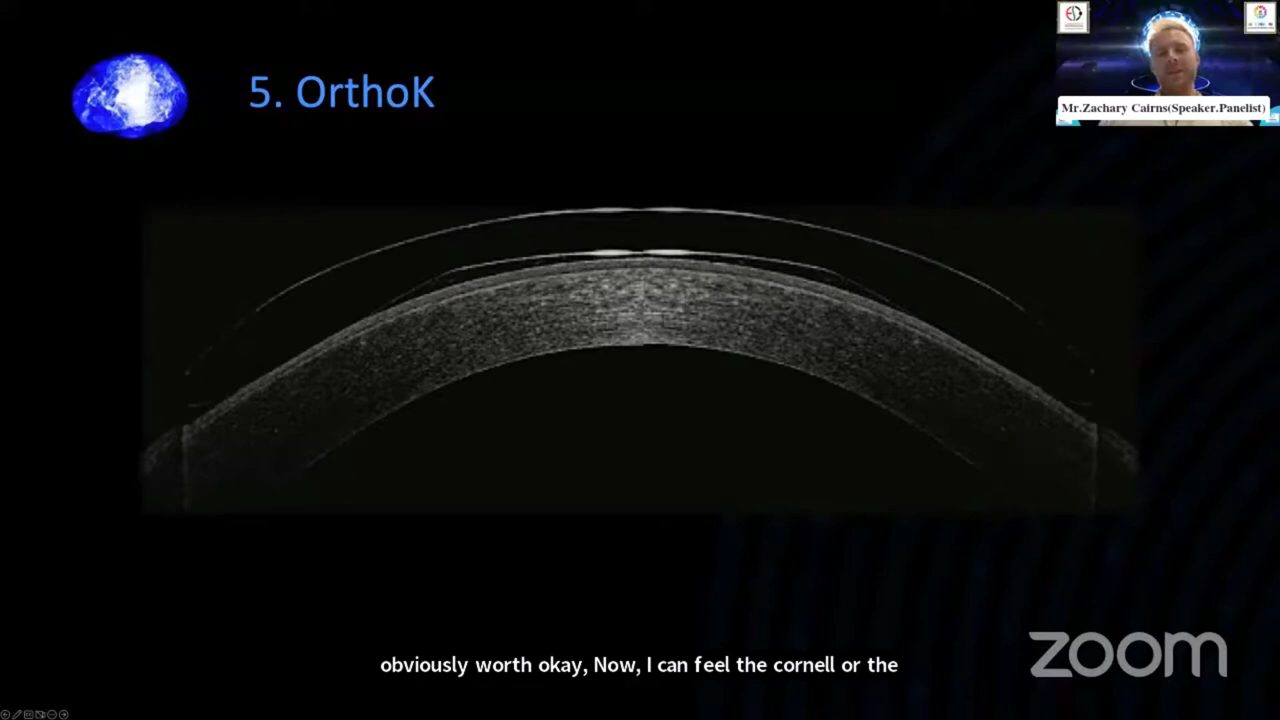 5. OrthoK
Mr.Zachary Cairns(Speaker.Panelist)
obviously worth okay, Now, I can feel the cornell or the
zoom